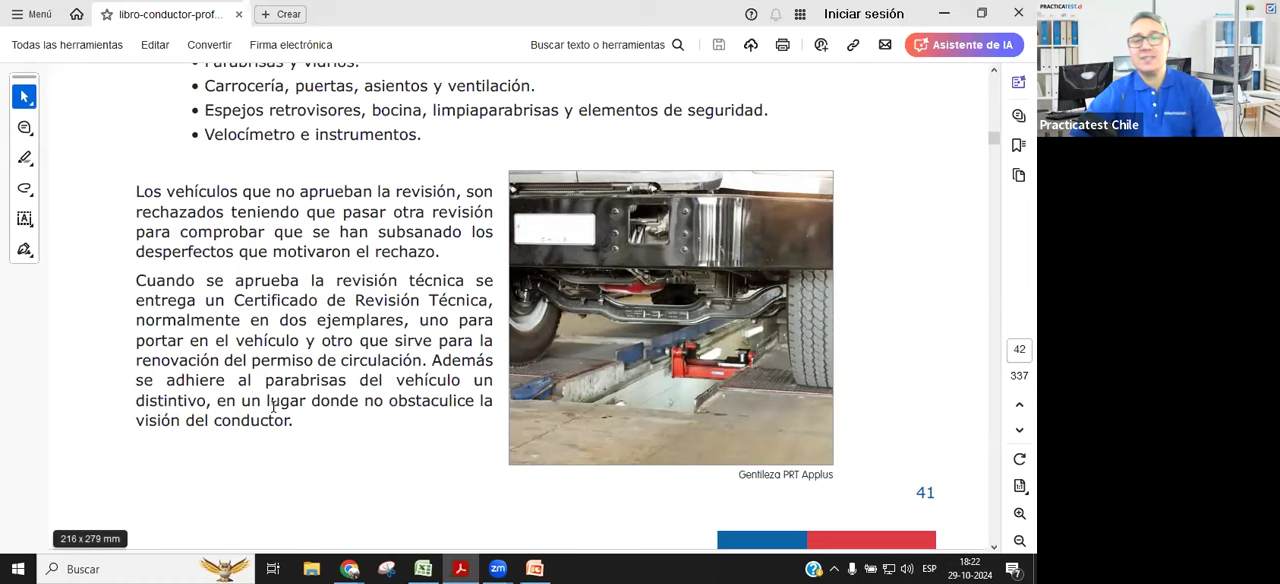 Menú
libro-conductor-prof...
Crear
Iniciar sesión
PRACTICATEST.cl
Todas las herramientas
Editar
Convertir
Firma electrónica
Buscar texto o herramientas
Asistente de IA
• Parabrisas y vidrios.
• Carrocería, puertas, asientos y ventilación.
• Espejos retrovisores, bocina, limpiaparabrisas y elementos de seguridad.
• Velocímetro e instrumentos.
Practicatest Chile
Los vehículos que no aprueban la revisión, son
rechazados teniendo que pasar otra revisión
para comprobar que se han subsanado los
desperfectos que motivaron el rechazo.
Cuando se aprueba la revisión técnica se
entrega un Certificado de Revisión Técnica,
normalmente en dos ejemplares, uno para
portar en el vehículo y otro que sirve para la
renovación del permiso de circulación. Además
se adhiere al parabrisas del vehículo un
distintivo, en un lugar donde no obstaculice la
visión del conductor.
Gentileza PRT Applus
41
42
337
216 x 279 mm
Buscar
ESP
18:22
29-10-2024
7